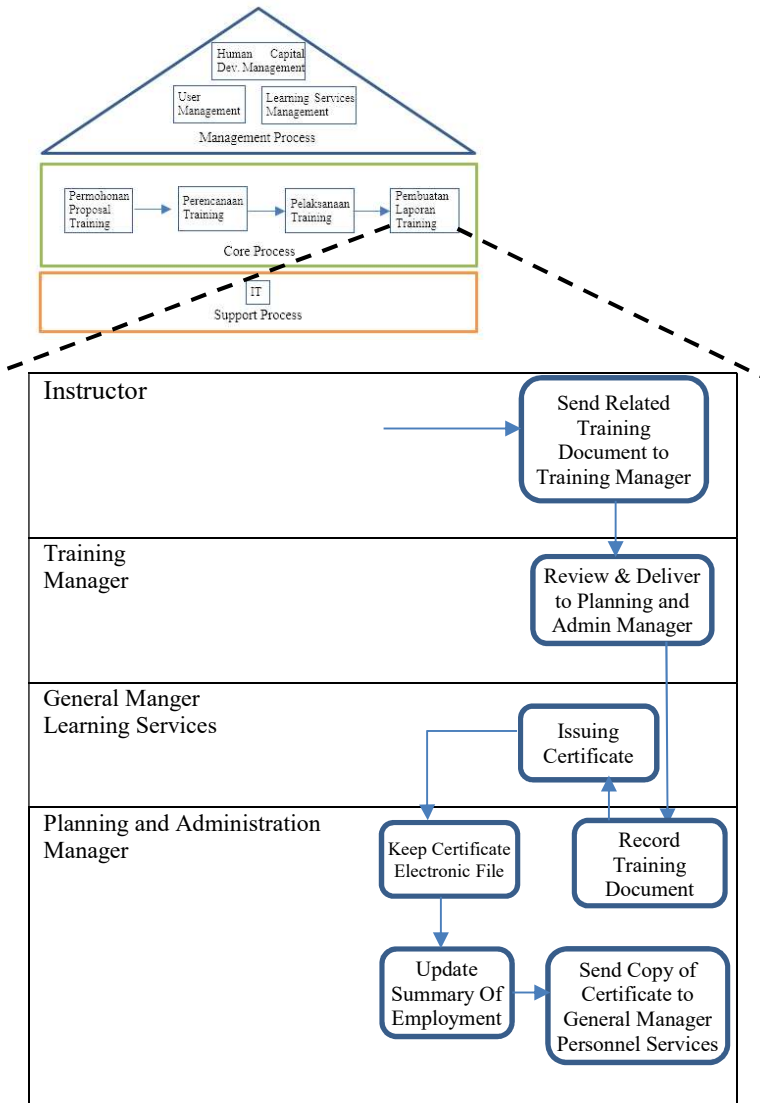 Human Capital
Dev. Management
User
Management
Learning Services
Management
Management Process
Permohonan
Proposal
Training
Perencanaan
Training
Pelaksanaan
Training
Pembuatan
Laporan
Training
Core Process
IT
Support Process
Instructor
Send Related
Training
Document to
Training Manager
Training
Manager
Review & Deliver
to Planning and
Admin Manager
General Manger
Learning Services
Issuing
Certificate
Planning and Administration
Manager
Keep Certificate
Electronic File
Record
Training
Document
Update
Summary Of
Employment
Send Copy of
Certificate to
General Manager
Personnel Services